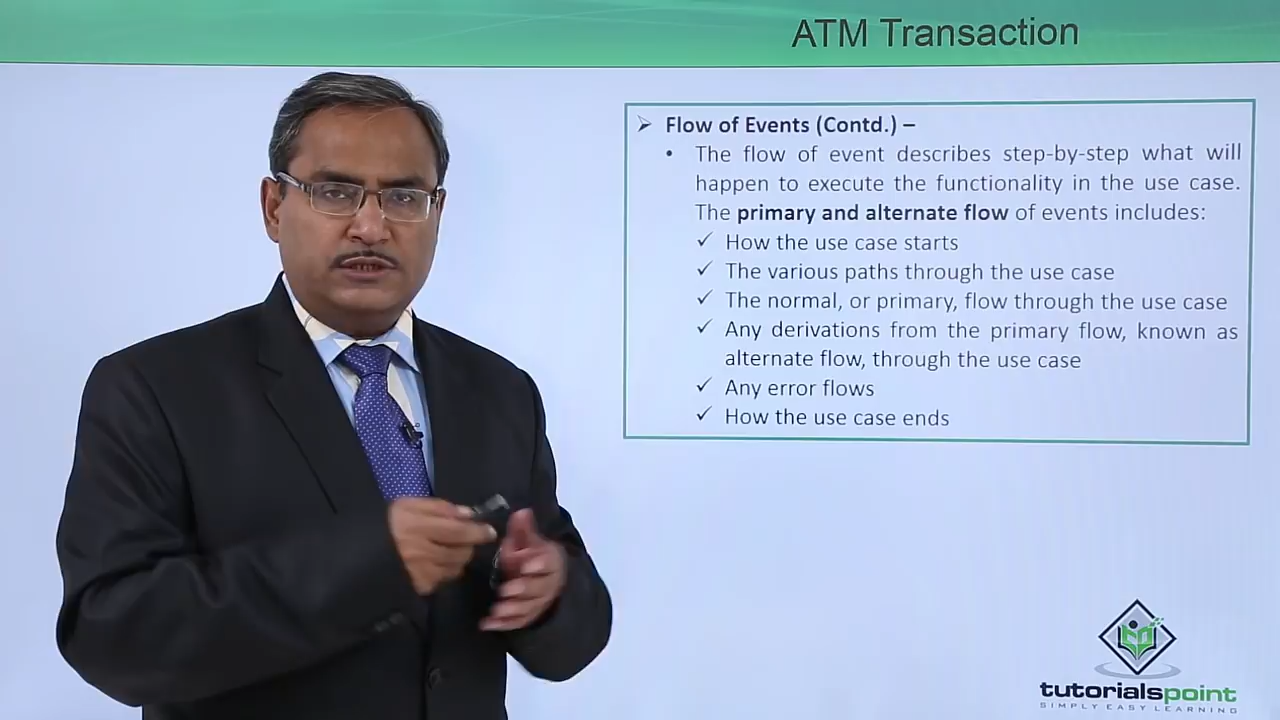 ATM Transaction
➤ Flow of Events (Contd.) –
• The flow of event describes step-by-step what will
happen to execute the functionality in the use case.
The primary and alternate flow of events includes:
✓ How the use case starts
✓ The various paths through the use case
✓ The normal, or primary, flow through the use case
✓ Any derivations from the primary flow, known as
alternate flow, through the use case
✓ Any error flows
✓ How the use case ends
tutorialspoint
SIMPLY EASY LEARNING